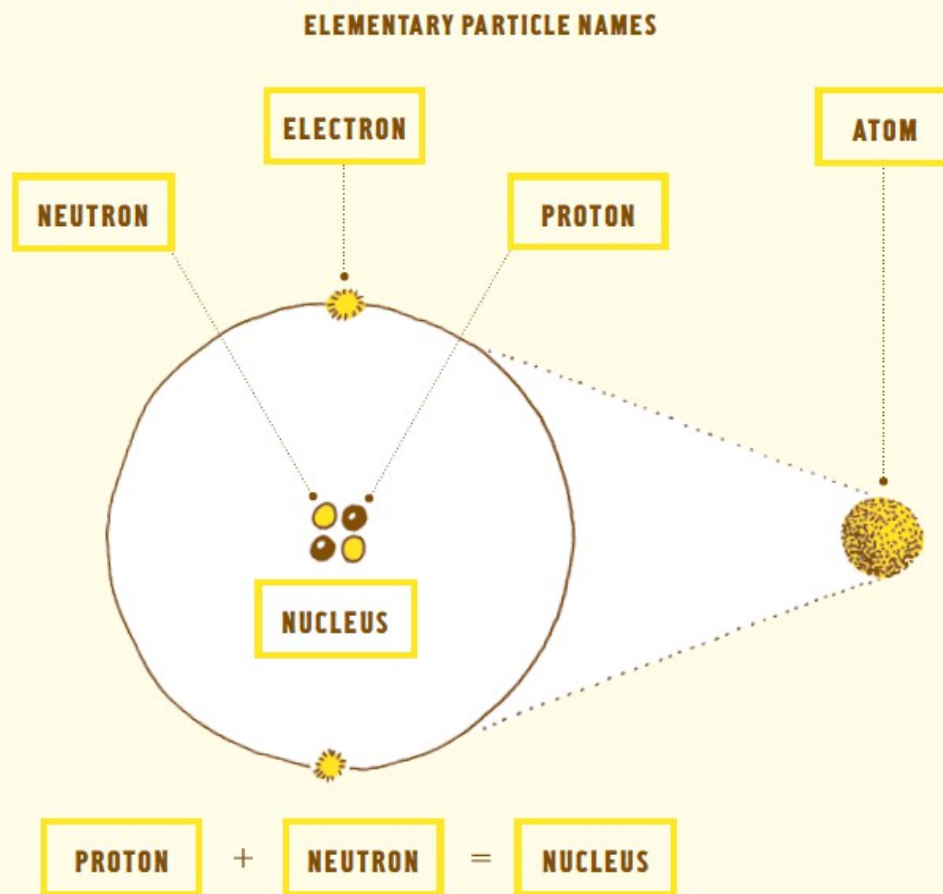 ELEMENTARY PARTICLE NAMES
ELECTRON
ATOM
NEUTRON
PROTON
NUCLEUS
PROTON + NEUTRON = NUCLEUS